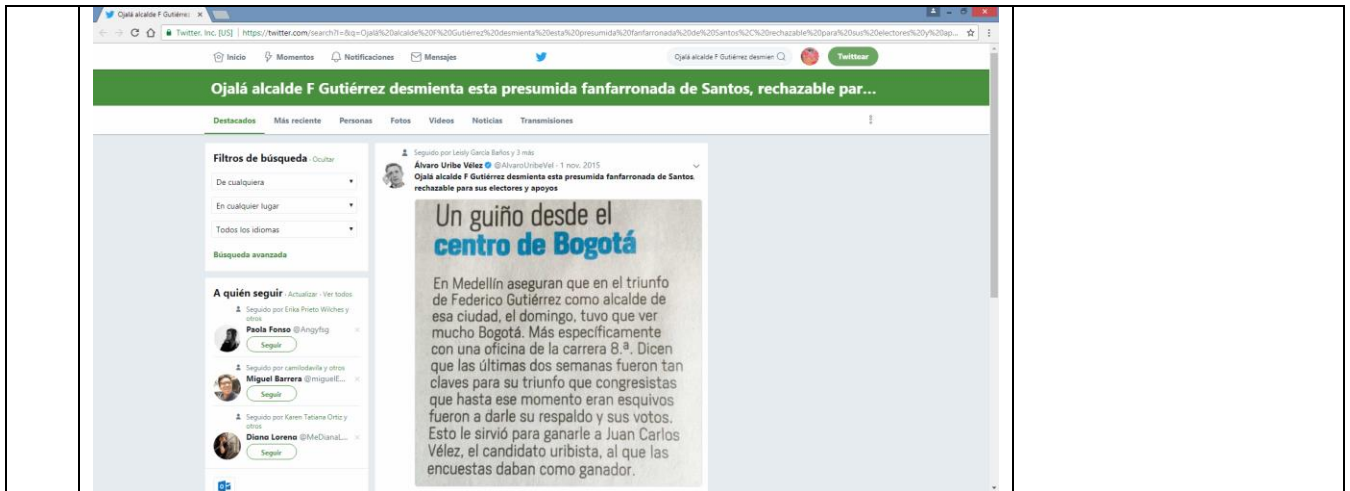 Ojalá alcalde F Gutiérrez
Twitter, Inc. [US] | https://twitter.com/search?l=&q=Ojalá%20alcalde%20F%20Gutiérrez%20desmienta%20esta%20presumida%20fanfarronada%20de%20Santos%2C%20rechazable%20para%20sus%20electores%20y%20ap...
Inicio Momentos Notificaciones Mensajes Ojalá alcalde F Gutiérrez desmien Twittear
Ojalá alcalde F Gutiérrez desmienta esta presumida fanfarronada de Santos, rechazable par...
Destacados Más reciente Personas Fotos Videos Noticias Transmisiones
Filtros de búsqueda · Ocultar
De cualquiera
En cualquier lugar
Todos los idiomas
Búsqueda avanzada
A quién seguir · Actualizar · Ver todos
Seguido por Erika Prieto Wilches y
otros
Paola Fonso @Angyfsg
Seguir
Seguido por camilodavila y otros
Miguel Barrera @miguelE...
Seguir
Seguido por Karen Tatiana Ortiz y
otros
Diana Lorena @MeDianaL...
Seguir
Seguido por Leisly García Baños y 3 más
Álvaro Uribe Vélez @AlvaroUribeVel · 1 nov. 2015
Ojalá alcalde F Gutiérrez desmienta esta presumida fanfarronada de Santos,
rechazable para sus electores y apoyos
Un guiño desde el
centro de Bogotá
En Medellín aseguran que en el triunfo
de Federico Gutiérrez como alcalde de
esa ciudad, el domingo, tuvo que ver
mucho Bogotá. Más específicamente
con una oficina de la carrera 8.ª. Dicen
que las últimas dos semanas fueron tan
claves para su triunfo que congresistas
que hasta ese momento eran esquivos
fueron a darle su respaldo y sus votos.
Esto le sirvió para ganarle a Juan Carlos
Vélez, el candidato uribista, al que las
encuestas daban como ganador.